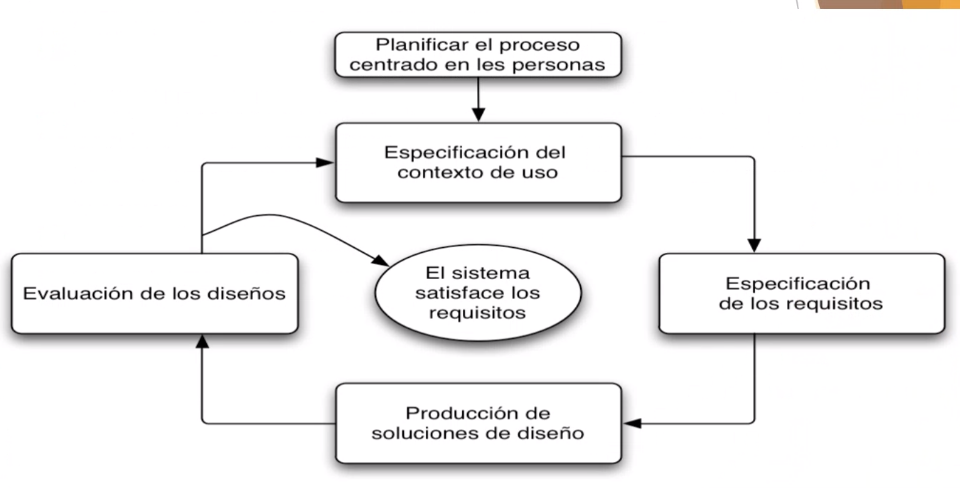 Planificar el proceso
centrado en les personas
Especificación del
contexto de uso
Especificación
de los requisitos
Producción de
soluciones de diseño
Evaluación de los diseños
El sistema
satisface los
requisitos